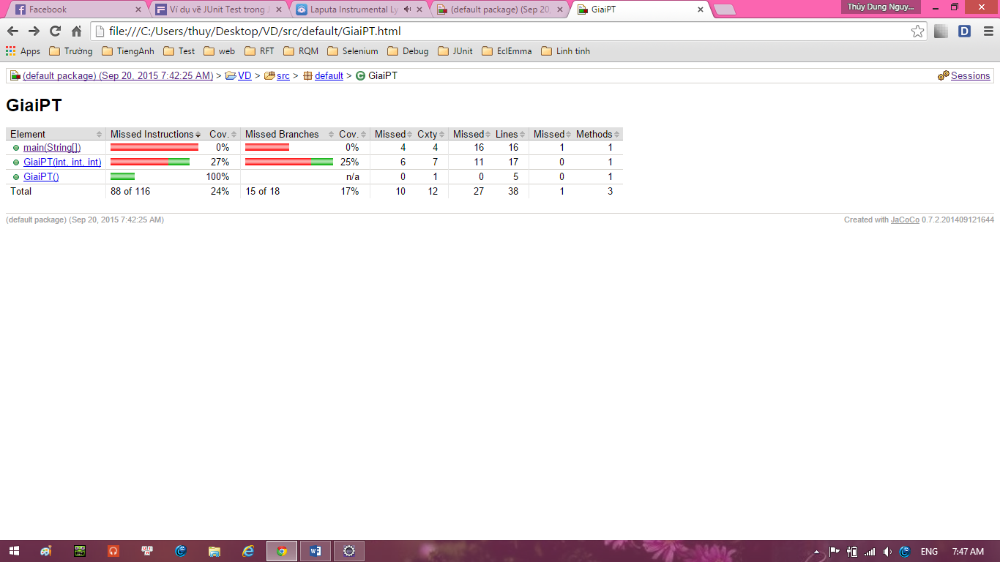 Facebook
Ví dụ về JUnit Test trong J
Laputa Instrumental Ly
(default package) (Sep 20,
GiaiPT
Thùy Dung Nguy...
file:///C:/Users/thuy/Desktop/VD/src/default/GiaiPT.html
D
Apps Trường TiengAnh Test web RFT RQM Selenium Debug JUnit EclEmma Linh tinh
(default package) (Sep 20, 2015 7:42:25 AM) > VD > src > default > GiaiPT Sessions
GiaiPT
Element Missed Instructions Cov. Missed Branches Cov. Missed Cxty Missed Lines Missed Methods
main(String[]) 0% 0% 4 4 16 16 1 1
GiaiPT(int, int, int) 27% 25% 6 7 11 17 0 1
GiaiPT() 100% n/a 0 1 0 5 0 1
Total 88 of 116 24% 15 of 18 17% 10 12 27 38 1 3
(default package) (Sep 20, 2015 7:42:25 AM) Created with JaCoCo 0.7.2.201409121644
ENG 7:47 AM